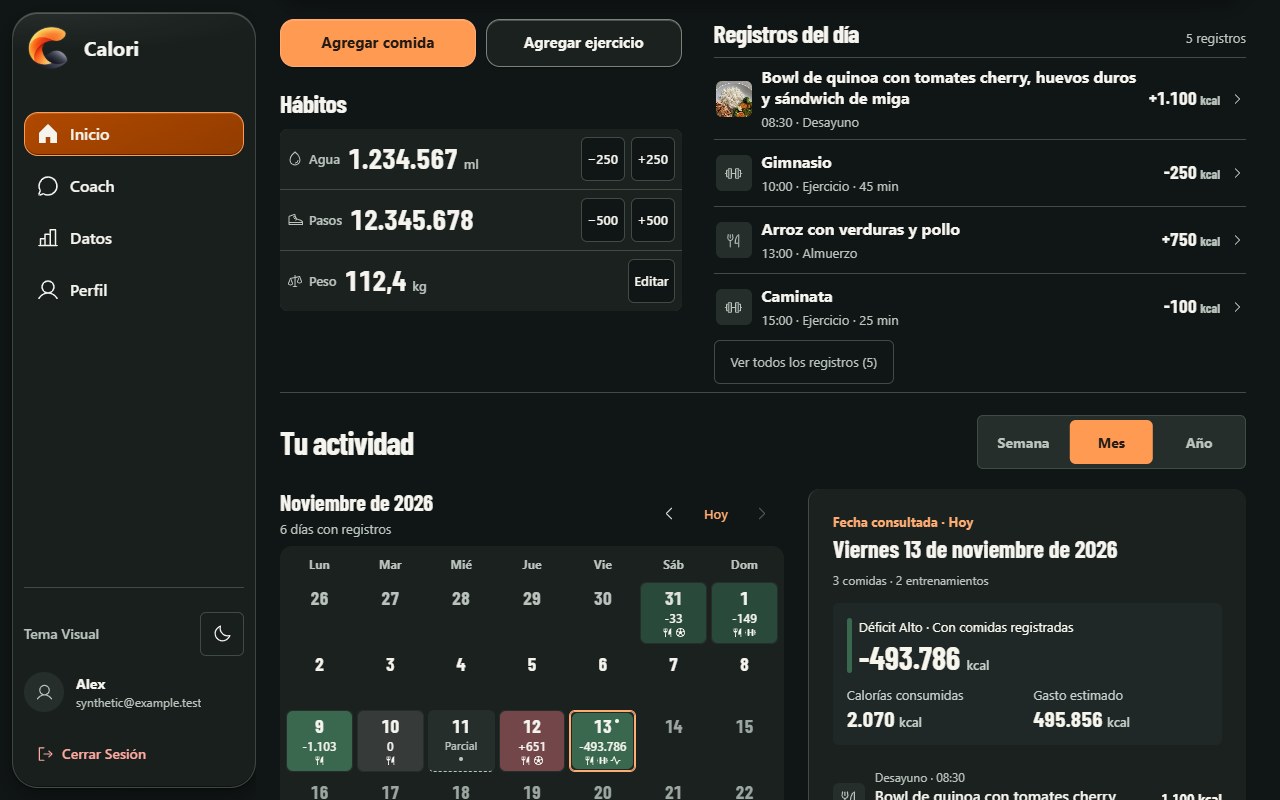 Calori
Inicio
Coach
Datos
Perfil
Tema Visual
Alex
synthetic@example.test
Cerrar Sesión
Agregar comida
Agregar ejercicio
Hábitos
Agua 1.234.567 ml −250 +250
Pasos 12.345.678 −500 +500
Peso 112,4 kg Editar
Registros del día 5 registros
Bowl de quinoa con tomates cherry, huevos duros
y sándwich de miga +1.100 kcal
08:30 · Desayuno
Gimnasio -250 kcal
10:00 · Ejercicio · 45 min
Arroz con verduras y pollo +750 kcal
13:00 · Almuerzo
Caminata -100 kcal
15:00 · Ejercicio · 25 min
Ver todos los registros (5)
Tu actividad
Semana Mes Año
Noviembre de 2026
6 días con registros
Hoy
Lun Mar Mié Jue Vie Sáb Dom
26 27 28 29 30 31 1
-33 -149
2 3 4 5 6 7 8
9 10 11 12 13 14 15
-1.103 0 Parcial +651 -493.786
16 17 18 19 20 21 22
Fecha consultada · Hoy
Viernes 13 de noviembre de 2026
3 comidas · 2 entrenamientos
Déficit Alto · Con comidas registradas
-493.786 kcal
Calorías consumidas Gasto estimado
2.070 kcal 495.856 kcal
Desayuno · 08:30
Bowl de quinoa con tomates cherry, 1.100 kcal